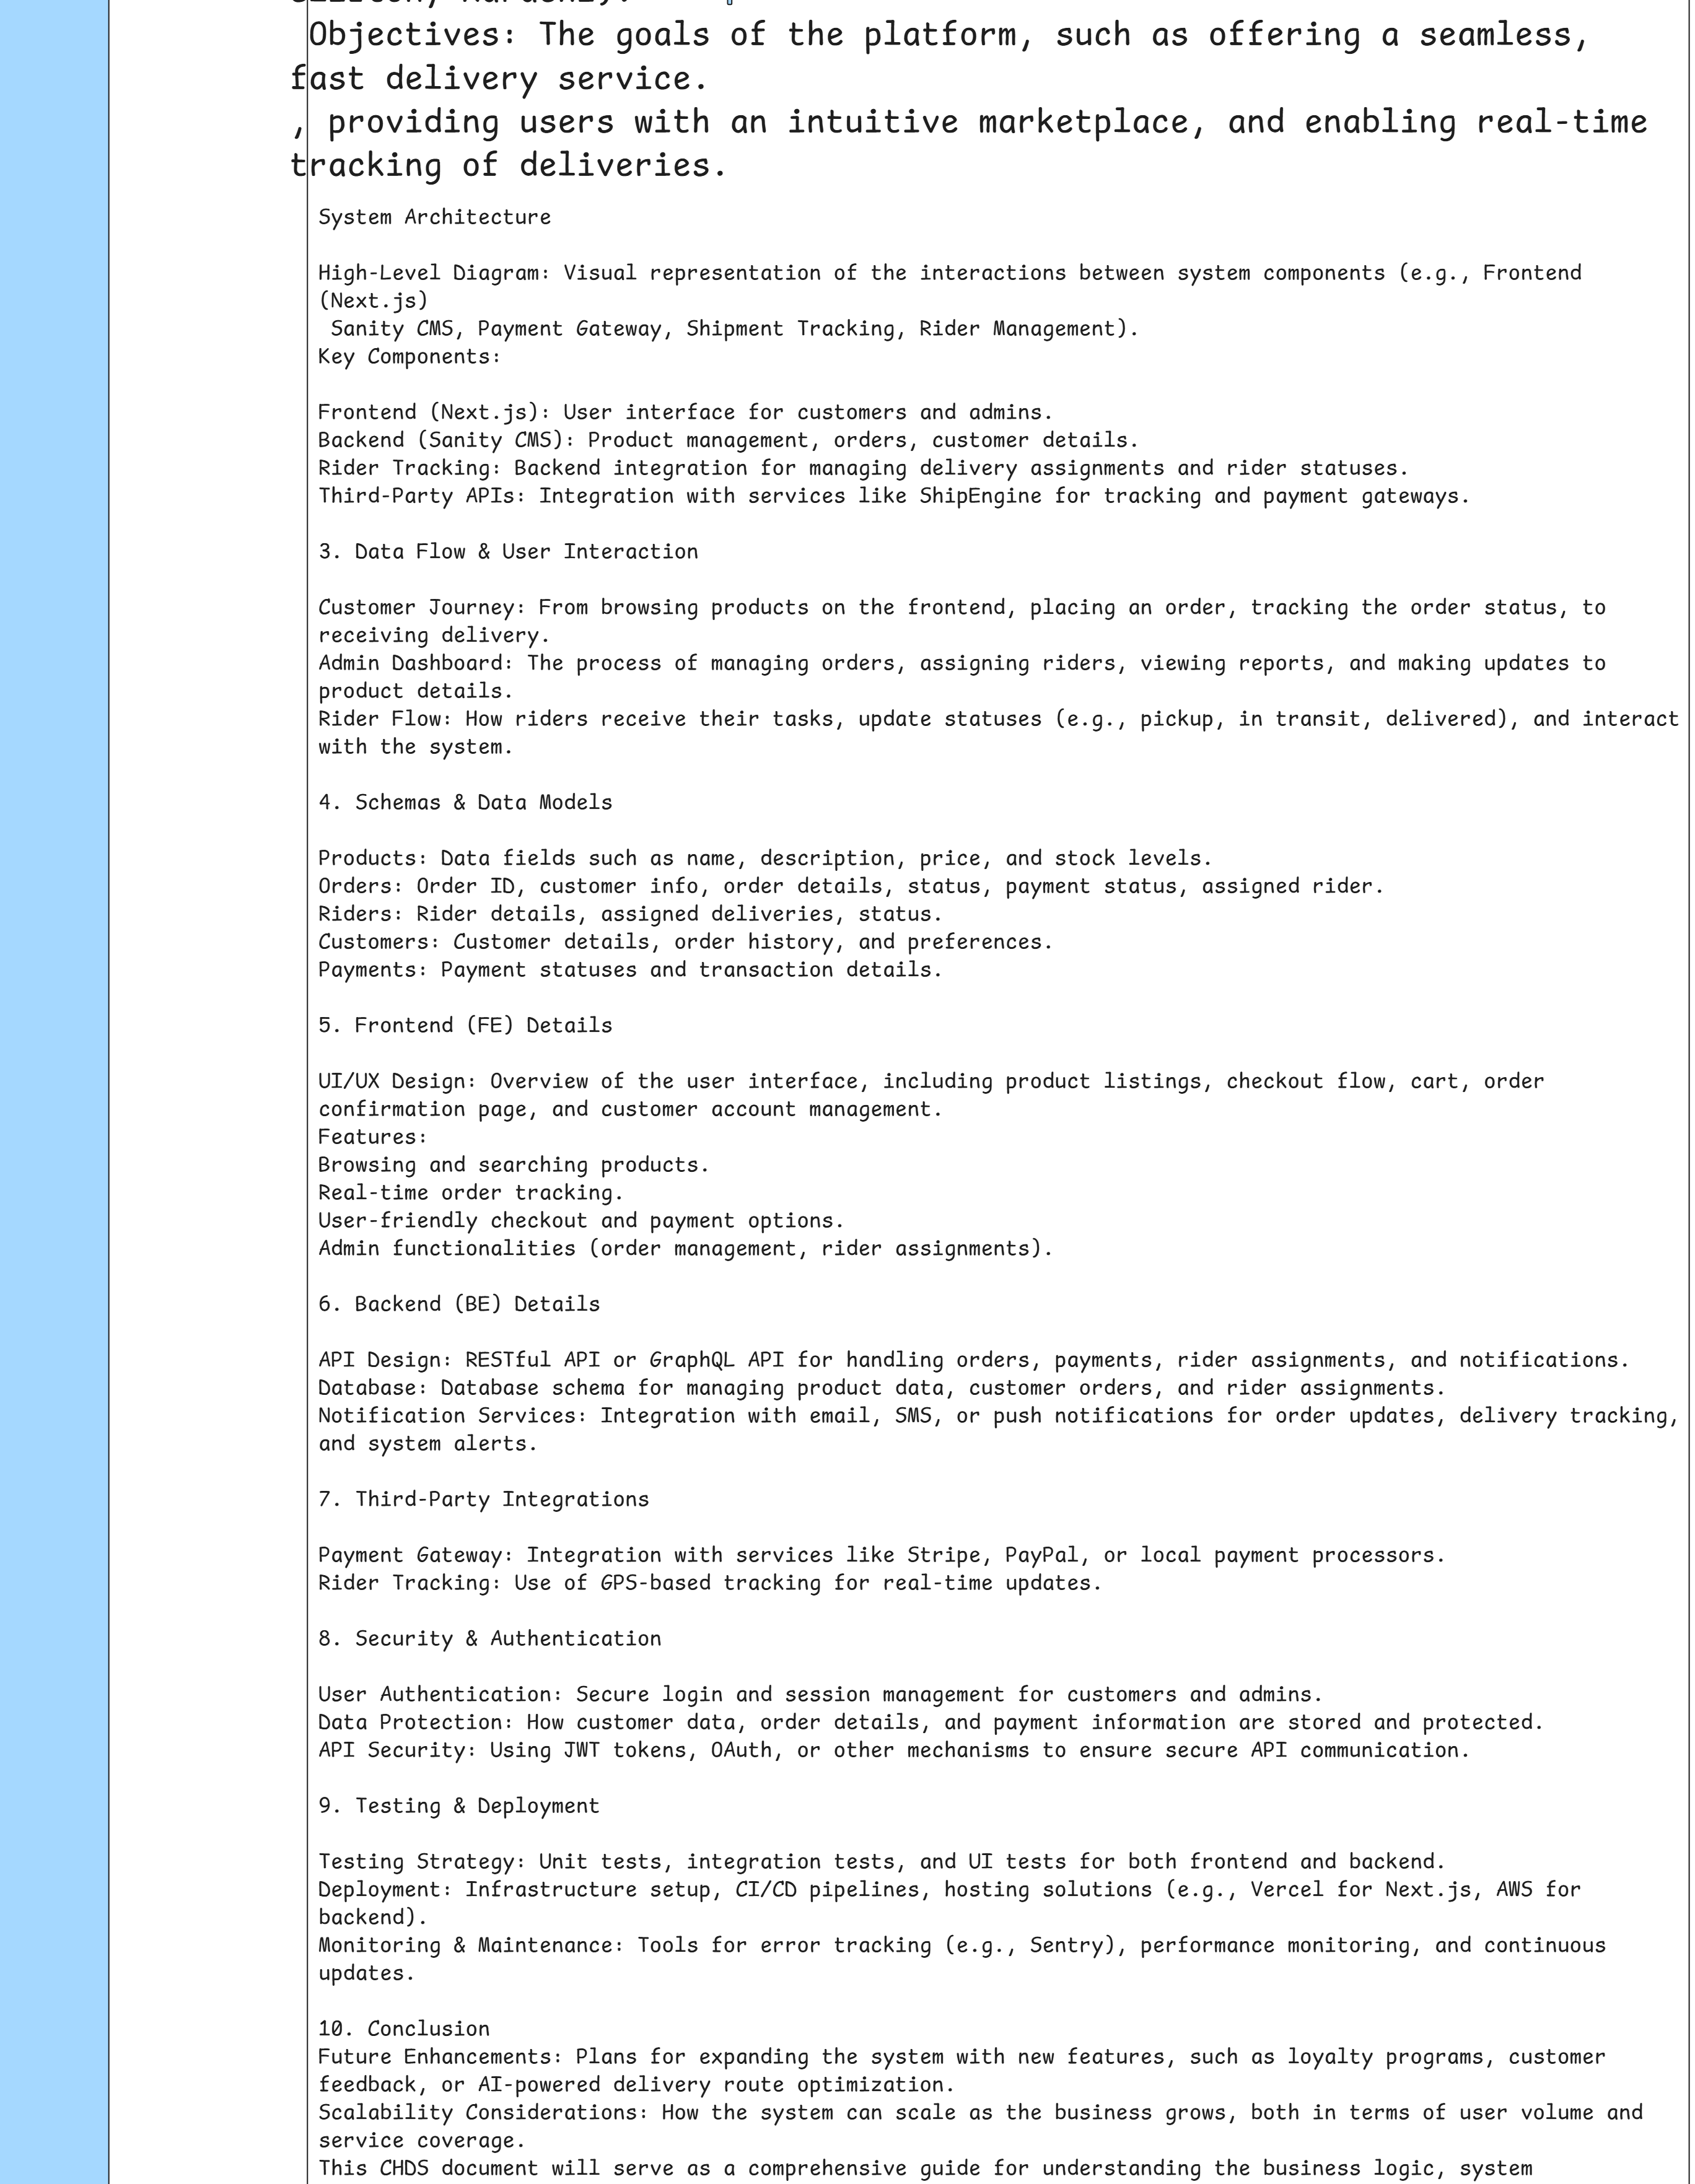 Objectives: The goals of the platform, such as offering a seamless,
fast delivery service.
, providing users with an intuitive marketplace, and enabling real-time
tracking of deliveries.
System Architecture
High-Level Diagram: Visual representation of the interactions between system components (e.g., Frontend
(Next.js)
Sanity CMS, Payment Gateway, Shipment Tracking, Rider Management).
Key Components:
Frontend (Next.js): User interface for customers and admins.
Backend (Sanity CMS): Product management, orders, customer details.
Rider Tracking: Backend integration for managing delivery assignments and rider statuses.
Third-Party APIs: Integration with services like ShipEngine for tracking and payment gateways.
3. Data Flow & User Interaction
Customer Journey: From browsing products on the frontend, placing an order, tracking the order status, to
receiving delivery.
Admin Dashboard: The process of managing orders, assigning riders, viewing reports, and making updates to
product details.
Rider Flow: How riders receive their tasks, update statuses (e.g., pickup, in transit, delivered), and interact
with the system.
4. Schemas & Data Models
Products: Data fields such as name, description, price, and stock levels.
Orders: Order ID, customer info, order details, status, payment status, assigned rider.
Riders: Rider details, assigned deliveries, status.
Customers: Customer details, order history, and preferences.
Payments: Payment statuses and transaction details.
5. Frontend (FE) Details
UI/UX Design: Overview of the user interface, including product listings, checkout flow, cart, order
confirmation page, and customer account management.
Features:
Browsing and searching products.
Real-time order tracking.
User-friendly checkout and payment options.
Admin functionalities (order management, rider assignments).
6. Backend (BE) Details
API Design: RESTful API or GraphQL API for handling orders, payments, rider assignments, and notifications.
Database: Database schema for managing product data, customer orders, and rider assignments.
Notification Services: Integration with email, SMS, or push notifications for order updates, delivery tracking,
and system alerts.
7. Third-Party Integrations
Payment Gateway: Integration with services like Stripe, PayPal, or local payment processors.
Rider Tracking: Use of GPS-based tracking for real-time updates.
8. Security & Authentication
User Authentication: Secure login and session management for customers and admins.
Data Protection: How customer data, order details, and payment information are stored and protected.
API Security: Using JWT tokens, OAuth, or other mechanisms to ensure secure API communication.
9. Testing & Deployment
Testing Strategy: Unit tests, integration tests, and UI tests for both frontend and backend.
Deployment: Infrastructure setup, CI/CD pipelines, hosting solutions (e.g., Vercel for Next.js, AWS for
backend).
Monitoring & Maintenance: Tools for error tracking (e.g., Sentry), performance monitoring, and continuous
updates.
10. Conclusion
Future Enhancements: Plans for expanding the system with new features, such as loyalty programs, customer
feedback, or AI-powered delivery route optimization.
Scalability Considerations: How the system can scale as the business grows, both in terms of user volume and
service coverage.
This CHDS document will serve as a comprehensive guide for understanding the business logic, system